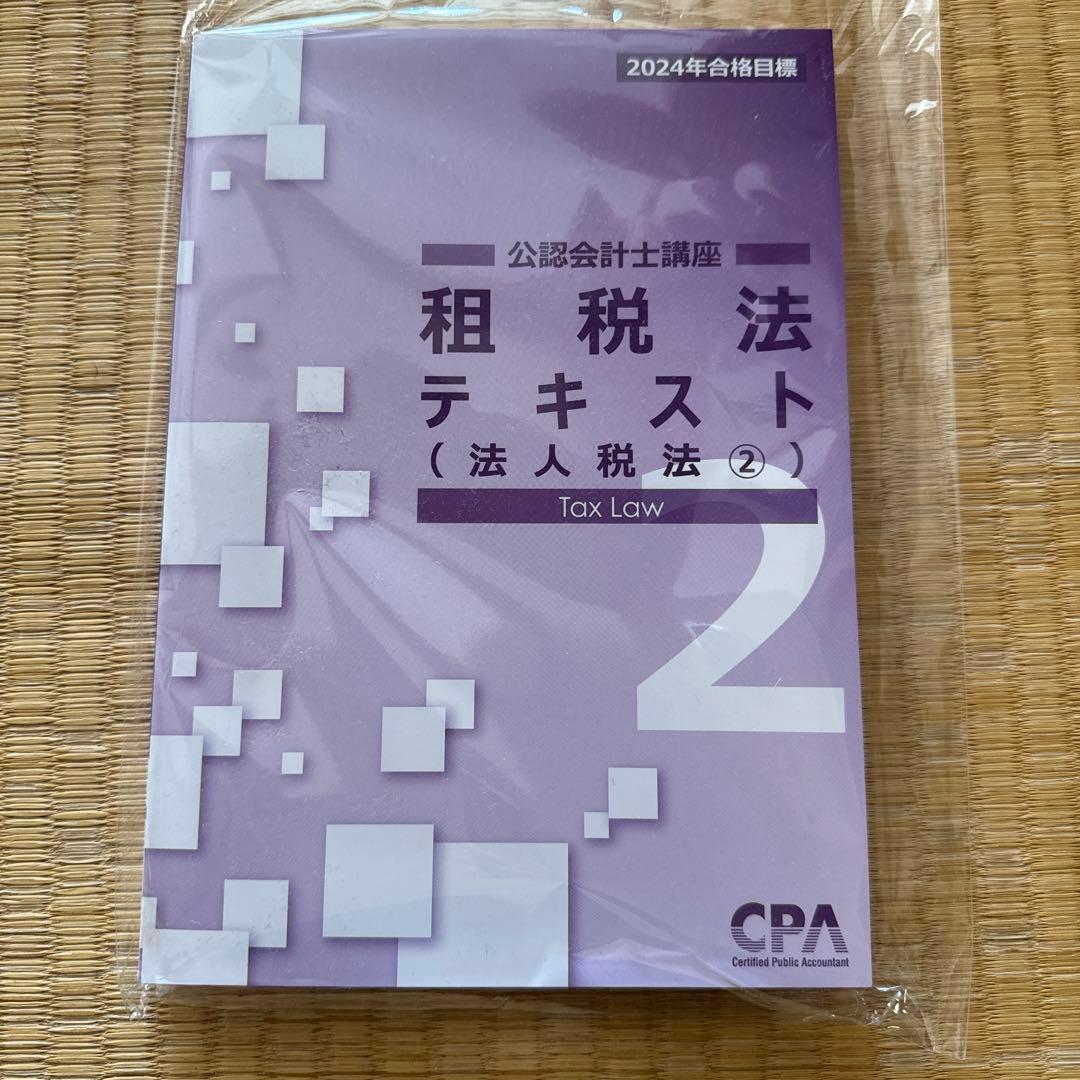 2024年合格目標
公認会計士講座
租税法
テキスト
(法人税法②)
Tax Law
2
CPA
Certified Public Accountant